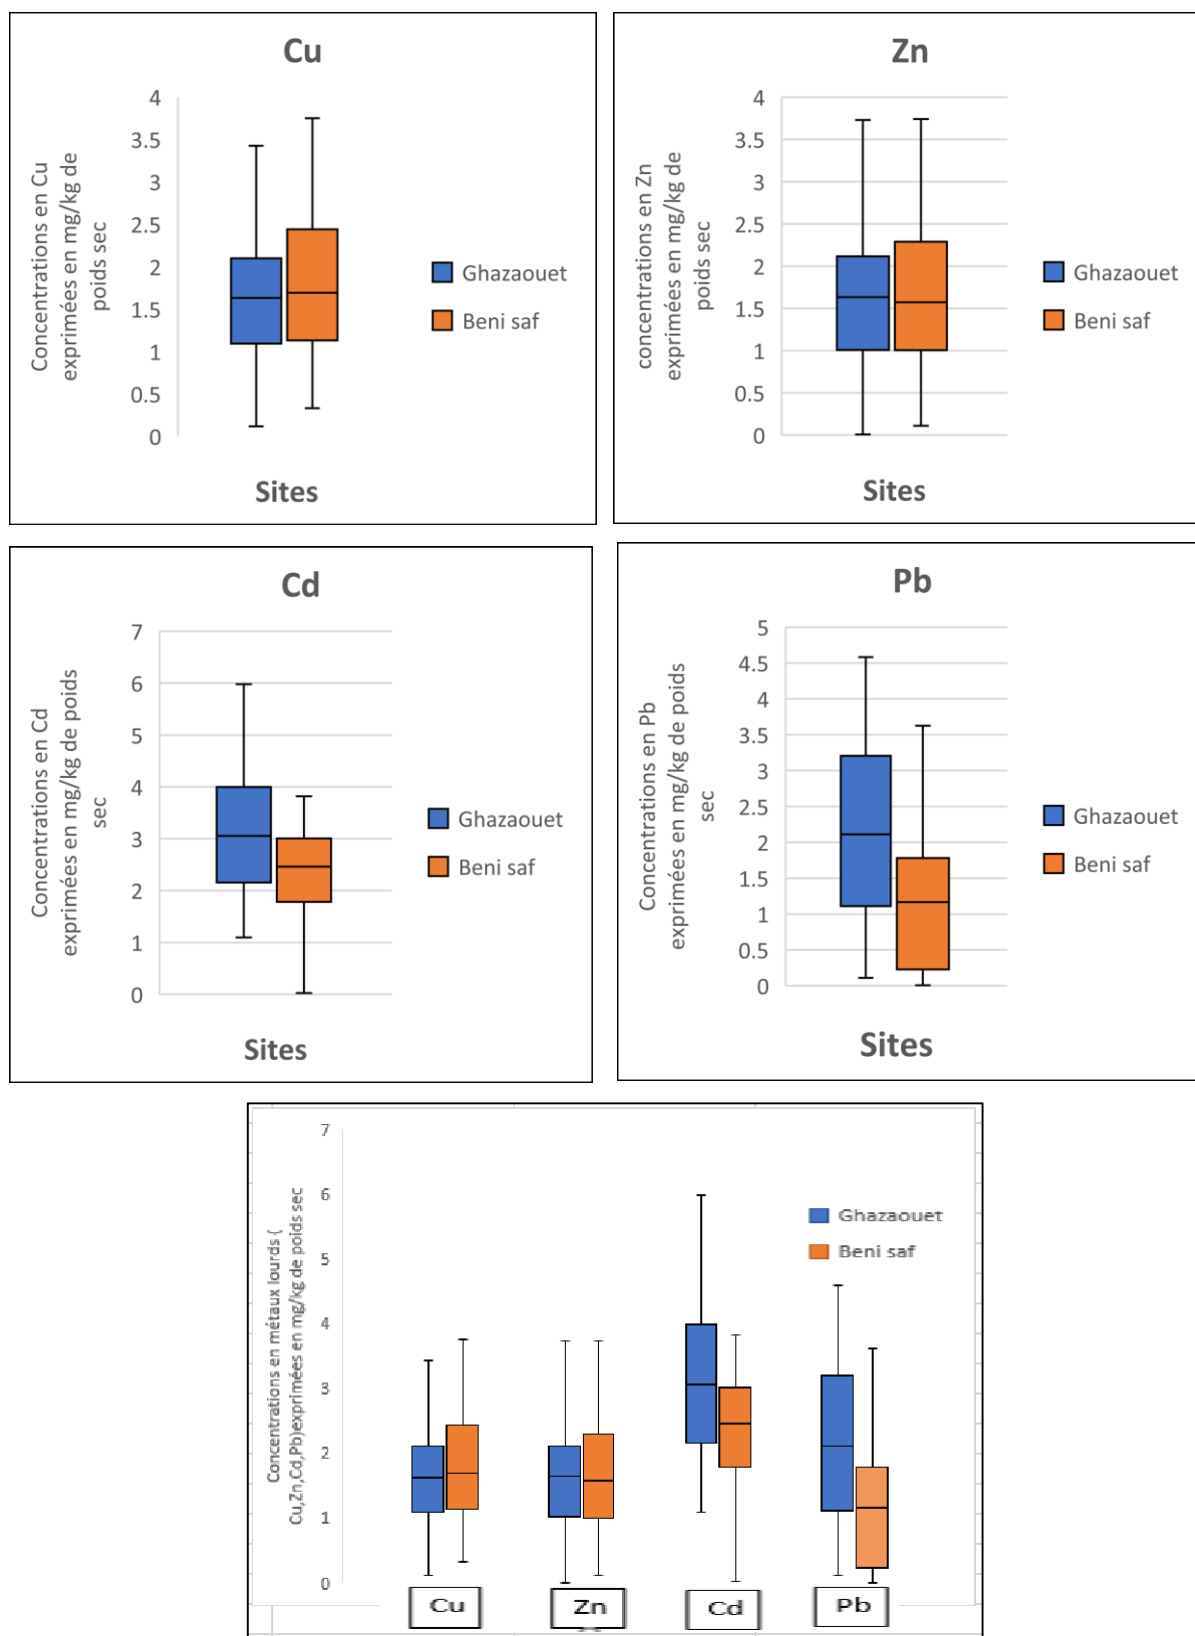 Cu
4
3.5
3
2.5
2
1.5
1
0.5
0
Concentrations en Cu
exprimées en mg/kg de
poids sec
Ghazaouet
Beni saf
Sites
Zn
4
3.5
3
2.5
2
1.5
1
0.5
0
concentrations en Zn
exprimées en mg/kg de
poids sec
Ghazaouet
Beni saf
Sites
Cd
7
6
5
4
3
2
1
0
Concentrations en Cd
exprimées en mg/kg de poids
sec
Ghazaouet
Beni saf
Sites
Pb
5
4.5
4
3.5
3
2.5
2
1.5
1
0.5
0
Concentrations en Pb
exprimées en mg/kg de poids
sec
Ghazaouet
Beni saf
Sites
7
6
5
4
3
2
1
0
Concentrations en métaux lourds (
Cu,Zn,Cd,Pb)exprimées en mg/kg de poids sec
Ghazaouet
Beni saf
Cu
Zn
Cd
Pb